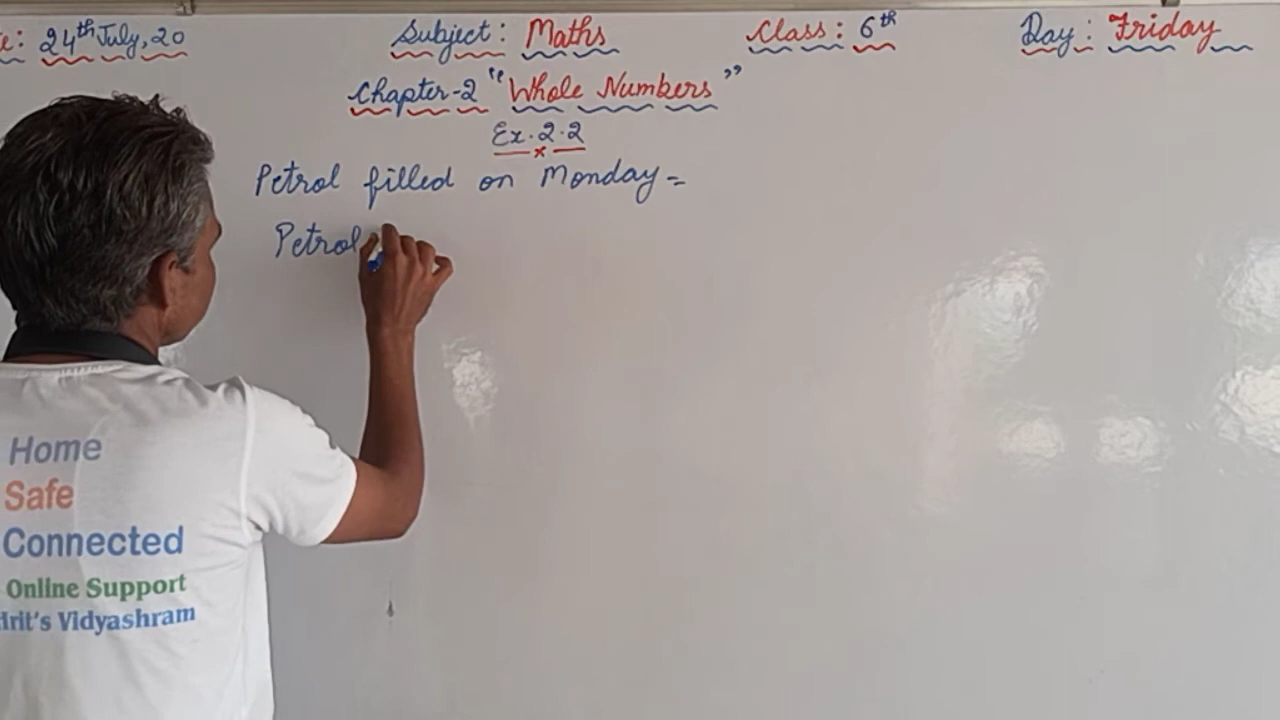 24th July, 20 Subject: Maths Class: 6th Day: Friday
Chapter-2 "Whole Numbers"
Ex. 2.2
Petrol filled on Monday =
Petrol
Home
Safe
Connected
Online Support
Vidyashram